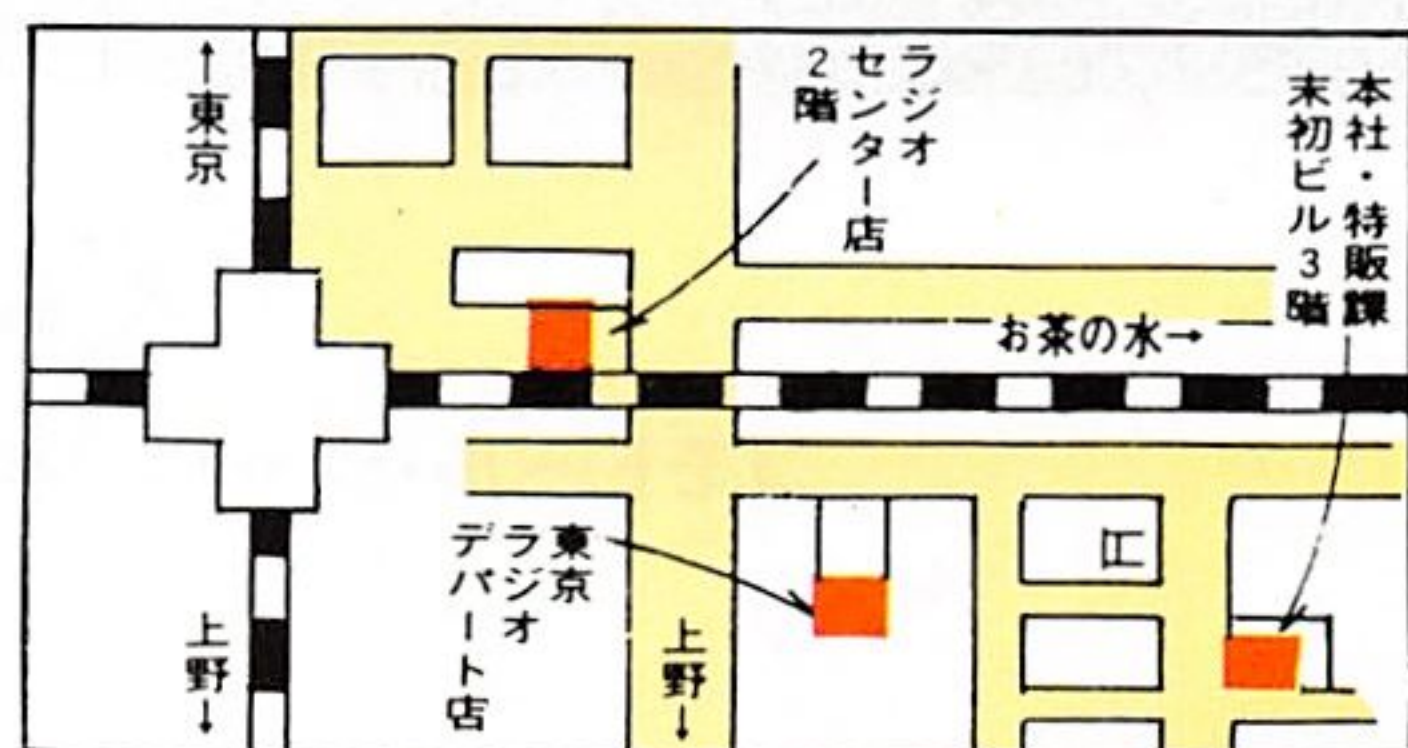 ↑東京
ラジオ
センター店
2階
本社・特販課
末初ビル3階
お茶の水→
東京
ラジオ
デパート店
上野↓
上野↓